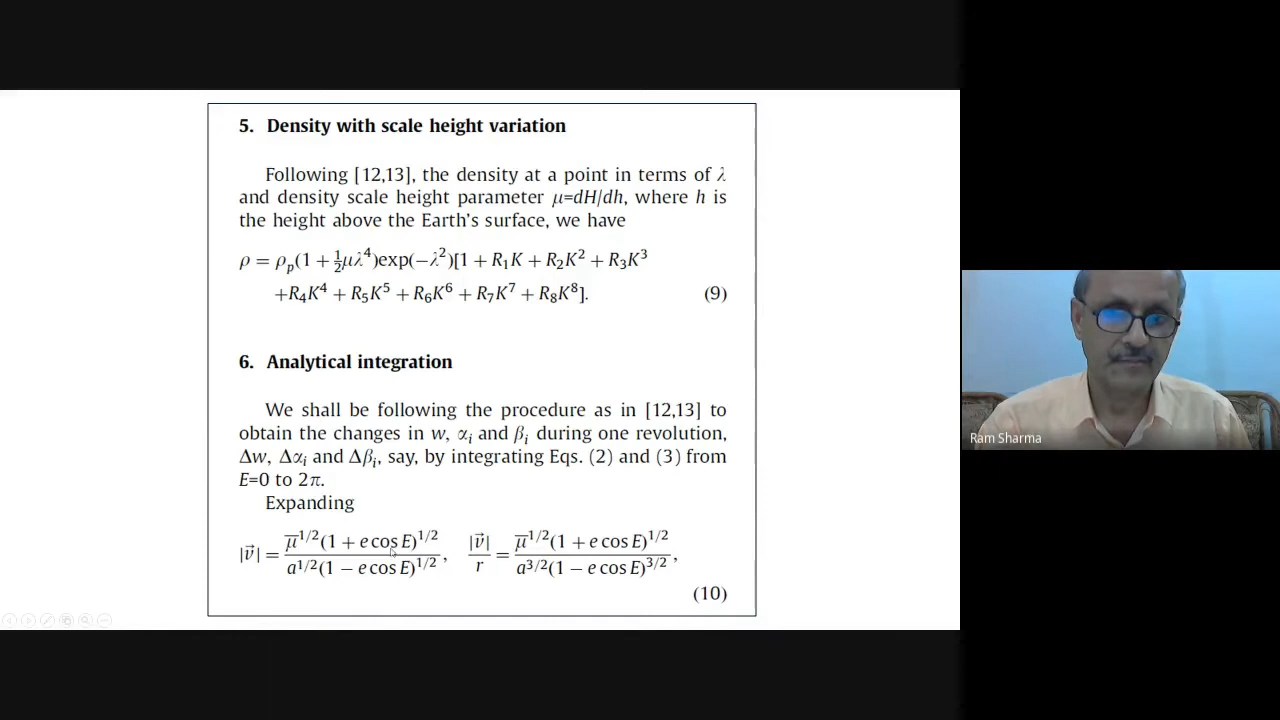 5. Density with scale height variation
Following [12,13], the density at a point in terms of λ
and density scale height parameter μ=dH/dh, where h is
the height above the Earth's surface, we have
ρ = ρ_p(1 + ½μλ⁴)exp(−λ²)[1 + R₁K + R₂K² + R₃K³
+R₄K⁴ + R₅K⁵ + R₆K⁶ + R₇K⁷ + R₈K⁸]. (9)
6. Analytical integration
We shall be following the procedure as in [12,13] to
obtain the changes in w, αᵢ and βᵢ during one revolution,
Δw, Δαᵢ and Δβᵢ, say, by integrating Eqs. (2) and (3) from
E=0 to 2π.
Expanding
|v⃗| = μ̅^{1/2}(1 + e cos E)^{1/2} / a^{1/2}(1 − e cos E)^{1/2}, |v⃗|/r = μ̅^{1/2}(1 + e cos E)^{1/2} / a^{3/2}(1 − e cos E)^{3/2},
(10)
Ram Sharma